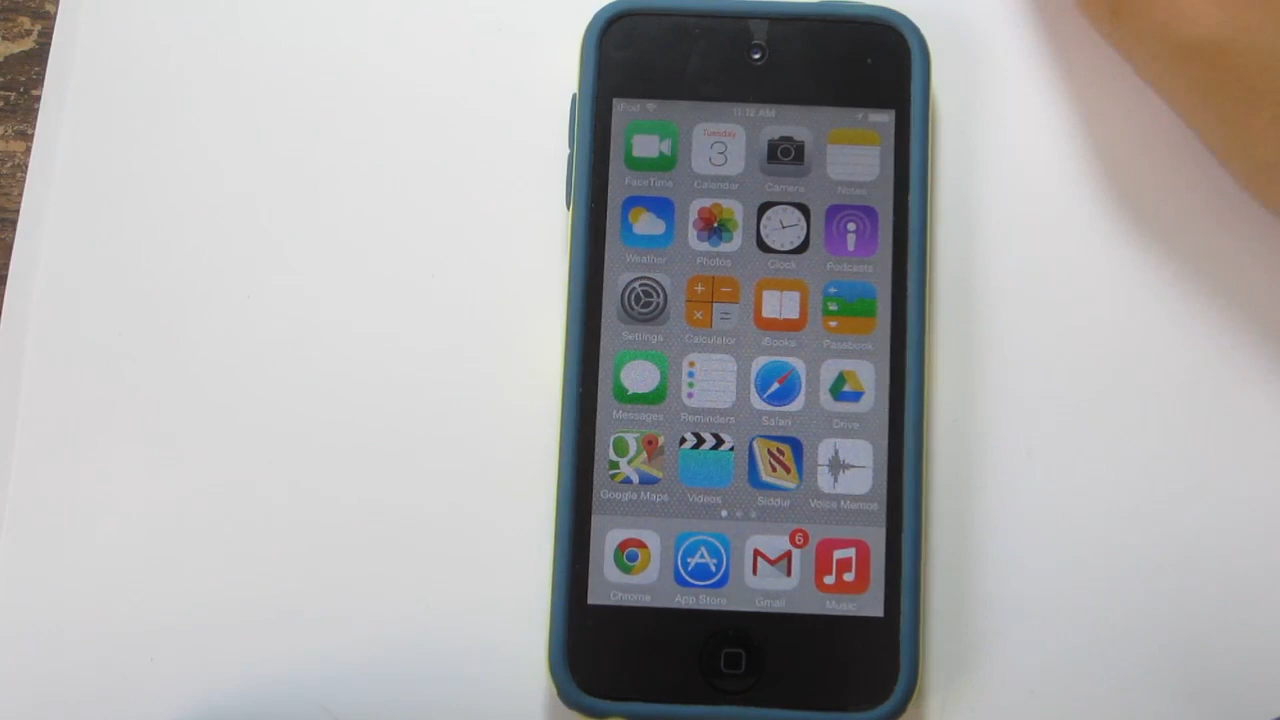 iPod 11:12 AM
Tuesday
3
FaceTime Calendar Camera Notes
Weather Photos Clock Podcasts
Settings Calculator iBooks Passbook
Messages Reminders Safari Drive
Google Maps Videos Siddur Voice Memos
6
Chrome App Store Gmail Music